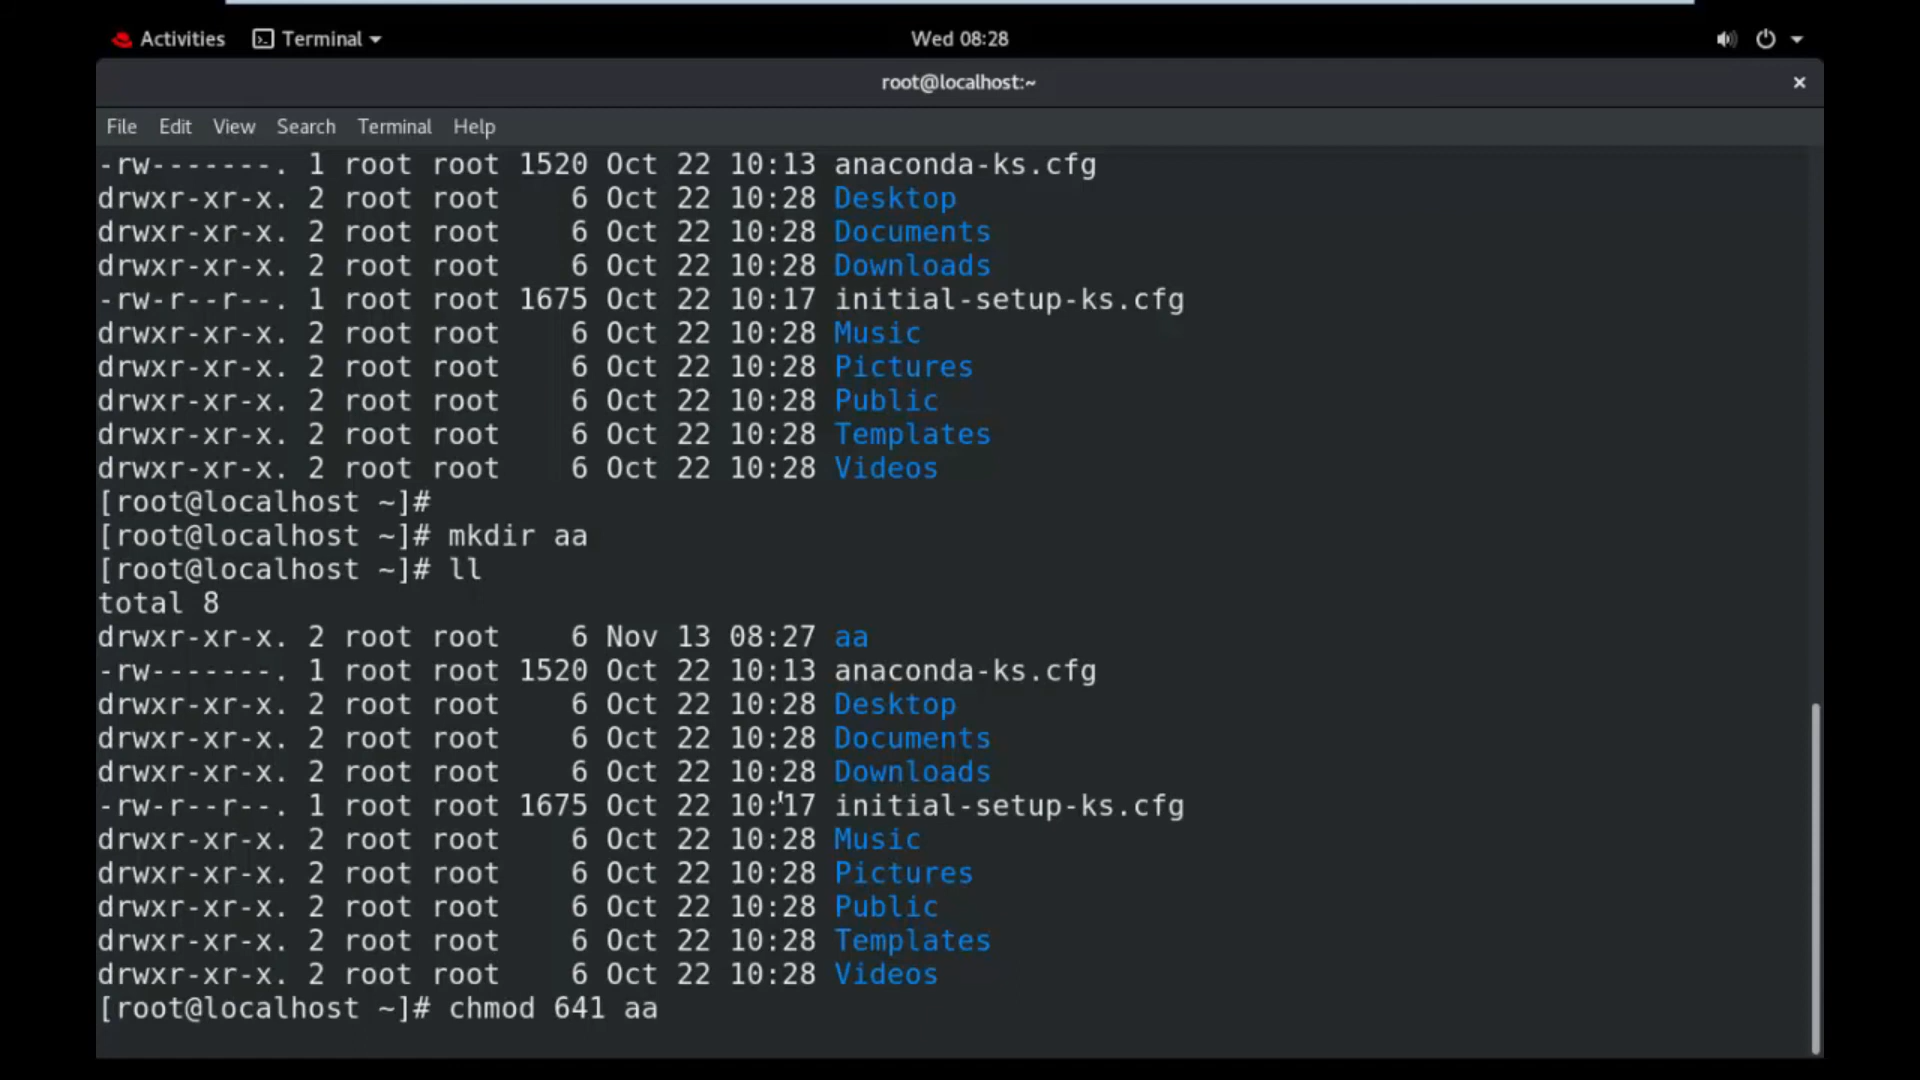 Activities Terminal Wed 08:28
root@localhost:~ ×
File Edit View Search Terminal Help
-rw-------. 1 root root 1520 Oct 22 10:13 anaconda-ks.cfg
drwxr-xr-x. 2 root root    6 Oct 22 10:28 Desktop
drwxr-xr-x. 2 root root    6 Oct 22 10:28 Documents
drwxr-xr-x. 2 root root    6 Oct 22 10:28 Downloads
-rw-r--r--. 1 root root 1675 Oct 22 10:17 initial-setup-ks.cfg
drwxr-xr-x. 2 root root    6 Oct 22 10:28 Music
drwxr-xr-x. 2 root root    6 Oct 22 10:28 Pictures
drwxr-xr-x. 2 root root    6 Oct 22 10:28 Public
drwxr-xr-x. 2 root root    6 Oct 22 10:28 Templates
drwxr-xr-x. 2 root root    6 Oct 22 10:28 Videos
[root@localhost ~]#
[root@localhost ~]# mkdir aa
[root@localhost ~]# ll
total 8
drwxr-xr-x. 2 root root    6 Nov 13 08:27 aa
-rw-------. 1 root root 1520 Oct 22 10:13 anaconda-ks.cfg
drwxr-xr-x. 2 root root    6 Oct 22 10:28 Desktop
drwxr-xr-x. 2 root root    6 Oct 22 10:28 Documents
drwxr-xr-x. 2 root root    6 Oct 22 10:28 Downloads
-rw-r--r--. 1 root root 1675 Oct 22 10:17 initial-setup-ks.cfg
drwxr-xr-x. 2 root root    6 Oct 22 10:28 Music
drwxr-xr-x. 2 root root    6 Oct 22 10:28 Pictures
drwxr-xr-x. 2 root root    6 Oct 22 10:28 Public
drwxr-xr-x. 2 root root    6 Oct 22 10:28 Templates
drwxr-xr-x. 2 root root    6 Oct 22 10:28 Videos
[root@localhost ~]# chmod 641 aa